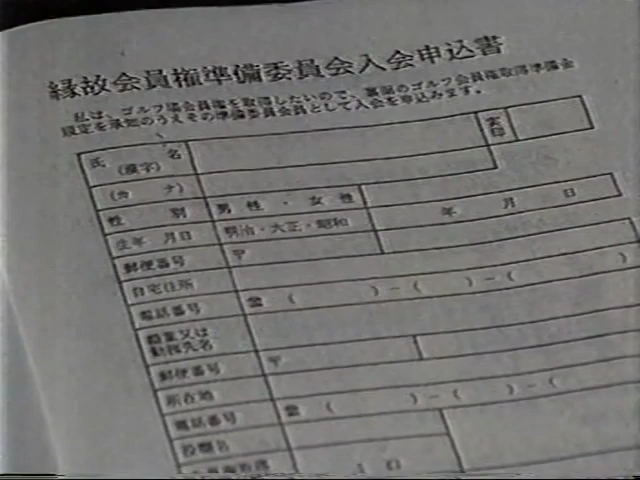 縁故会員権準備委員会入会申込書
私は、ゴルフ場会員権を取得したいので、裏面のゴルフ会員権取得準備会
規定を承知のうえその準備委員会員として入会を申込みます。
氏 名
(漢字)
実印
(カ ナ)
性 別 男 性 ・ 女 性
生年 月日 明治・大正・昭和 年 月 日
郵便番号 〒
自宅住所
電話番号 ☎ ( ) − ( ) − ( )
職業又は
勤務先名
郵便番号 〒
所在地
電話番号 ☎ ( ) − ( ) − (
役職名
口